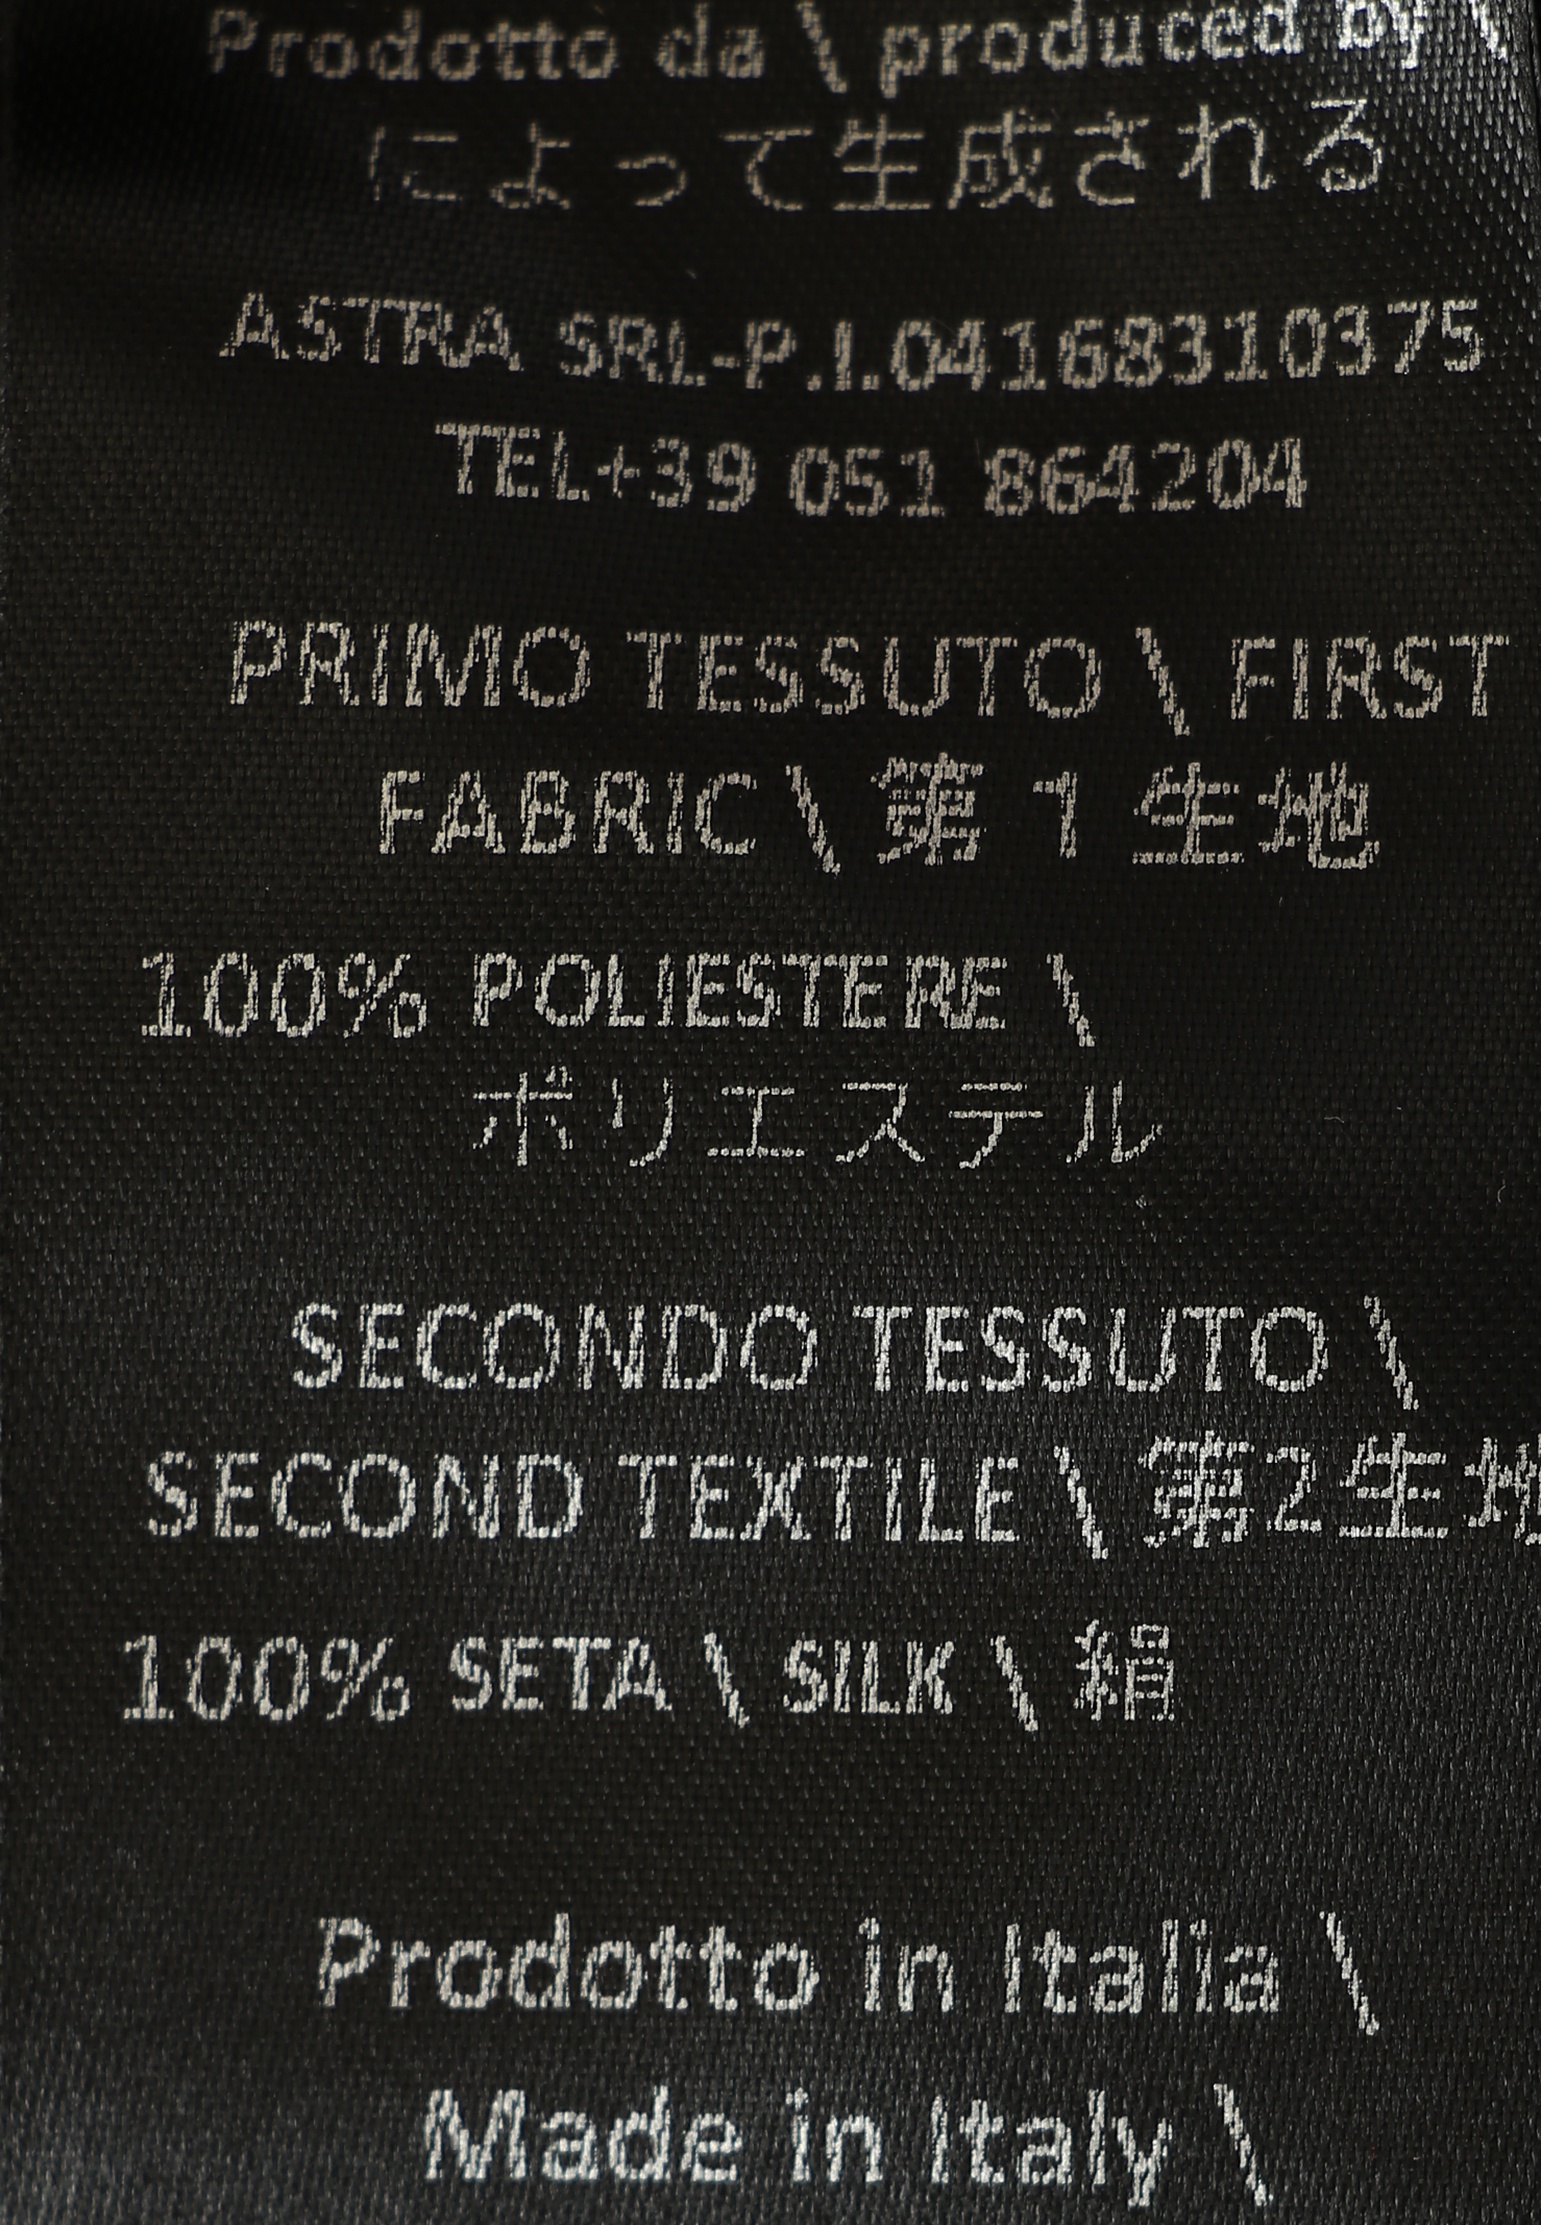 Prodotto da \ produced by \
によって生成される
ASTRA SRL-P.I.04168310375
TEL+39 051 864204
PRIMO TESSUTO \ FIRST
FABRIC \ 第1生地
100% POLIESTERE \
ポリエステル
SECONDO TESSUTO \
SECOND TEXTILE \ 第2生地
100% SETA \ SILK \ 絹
Prodotto in Italia \
Made in Italy \